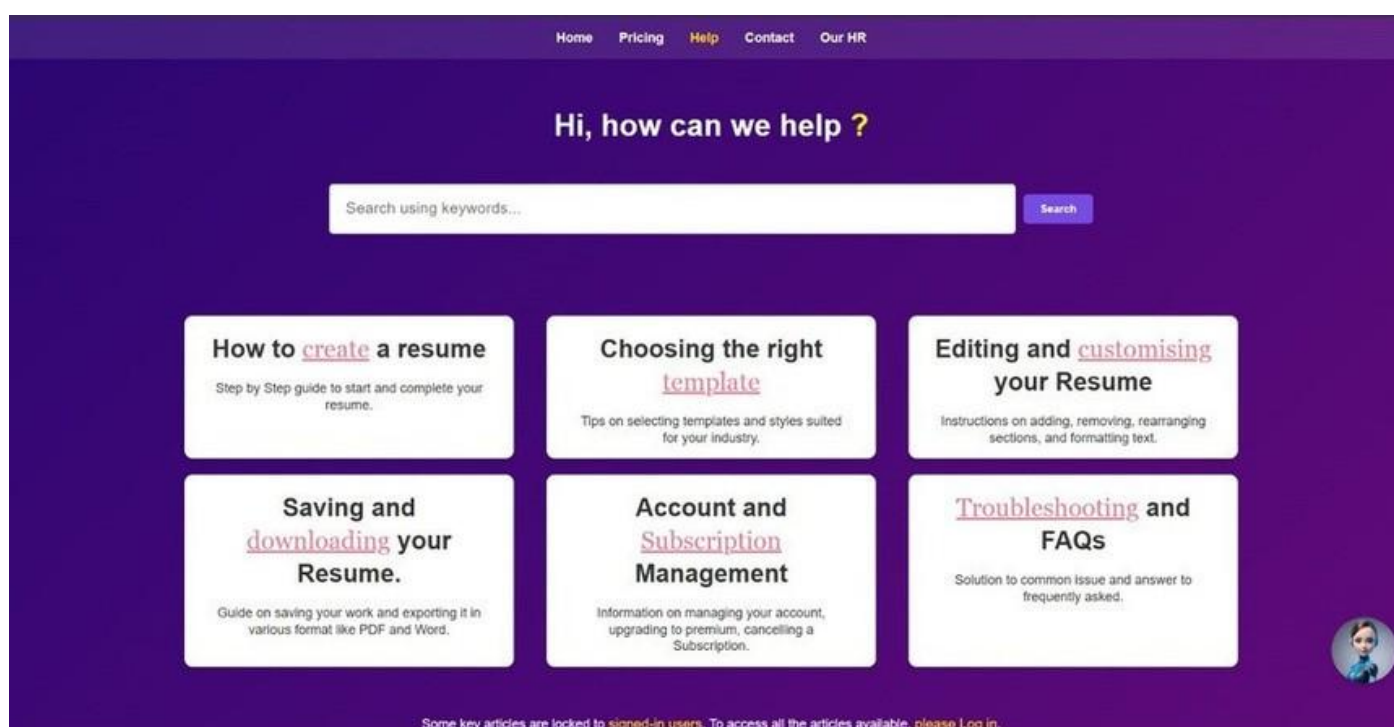 Home Pricing Help Contact Our HR
Hi, how can we help ?
Search using keywords...
Search
How to create a resume
Step by Step guide to start and complete your
resume.
Choosing the right
template
Tips on selecting templates and styles suited
for your industry.
Editing and customising
your Resume
Instructions on adding, removing, rearranging
sections, and formatting text.
Saving and
downloading your
Resume.
Guide on saving your work and exporting it in
various format like PDF and Word.
Account and
Subscription
Management
Information on managing your account,
upgrading to premium, cancelling a
Subscription.
Troubleshooting and
FAQs
Solution to common issue and answer to
frequently asked.
Some key articles are locked to signed-in users. To access all the articles available, please Log in.